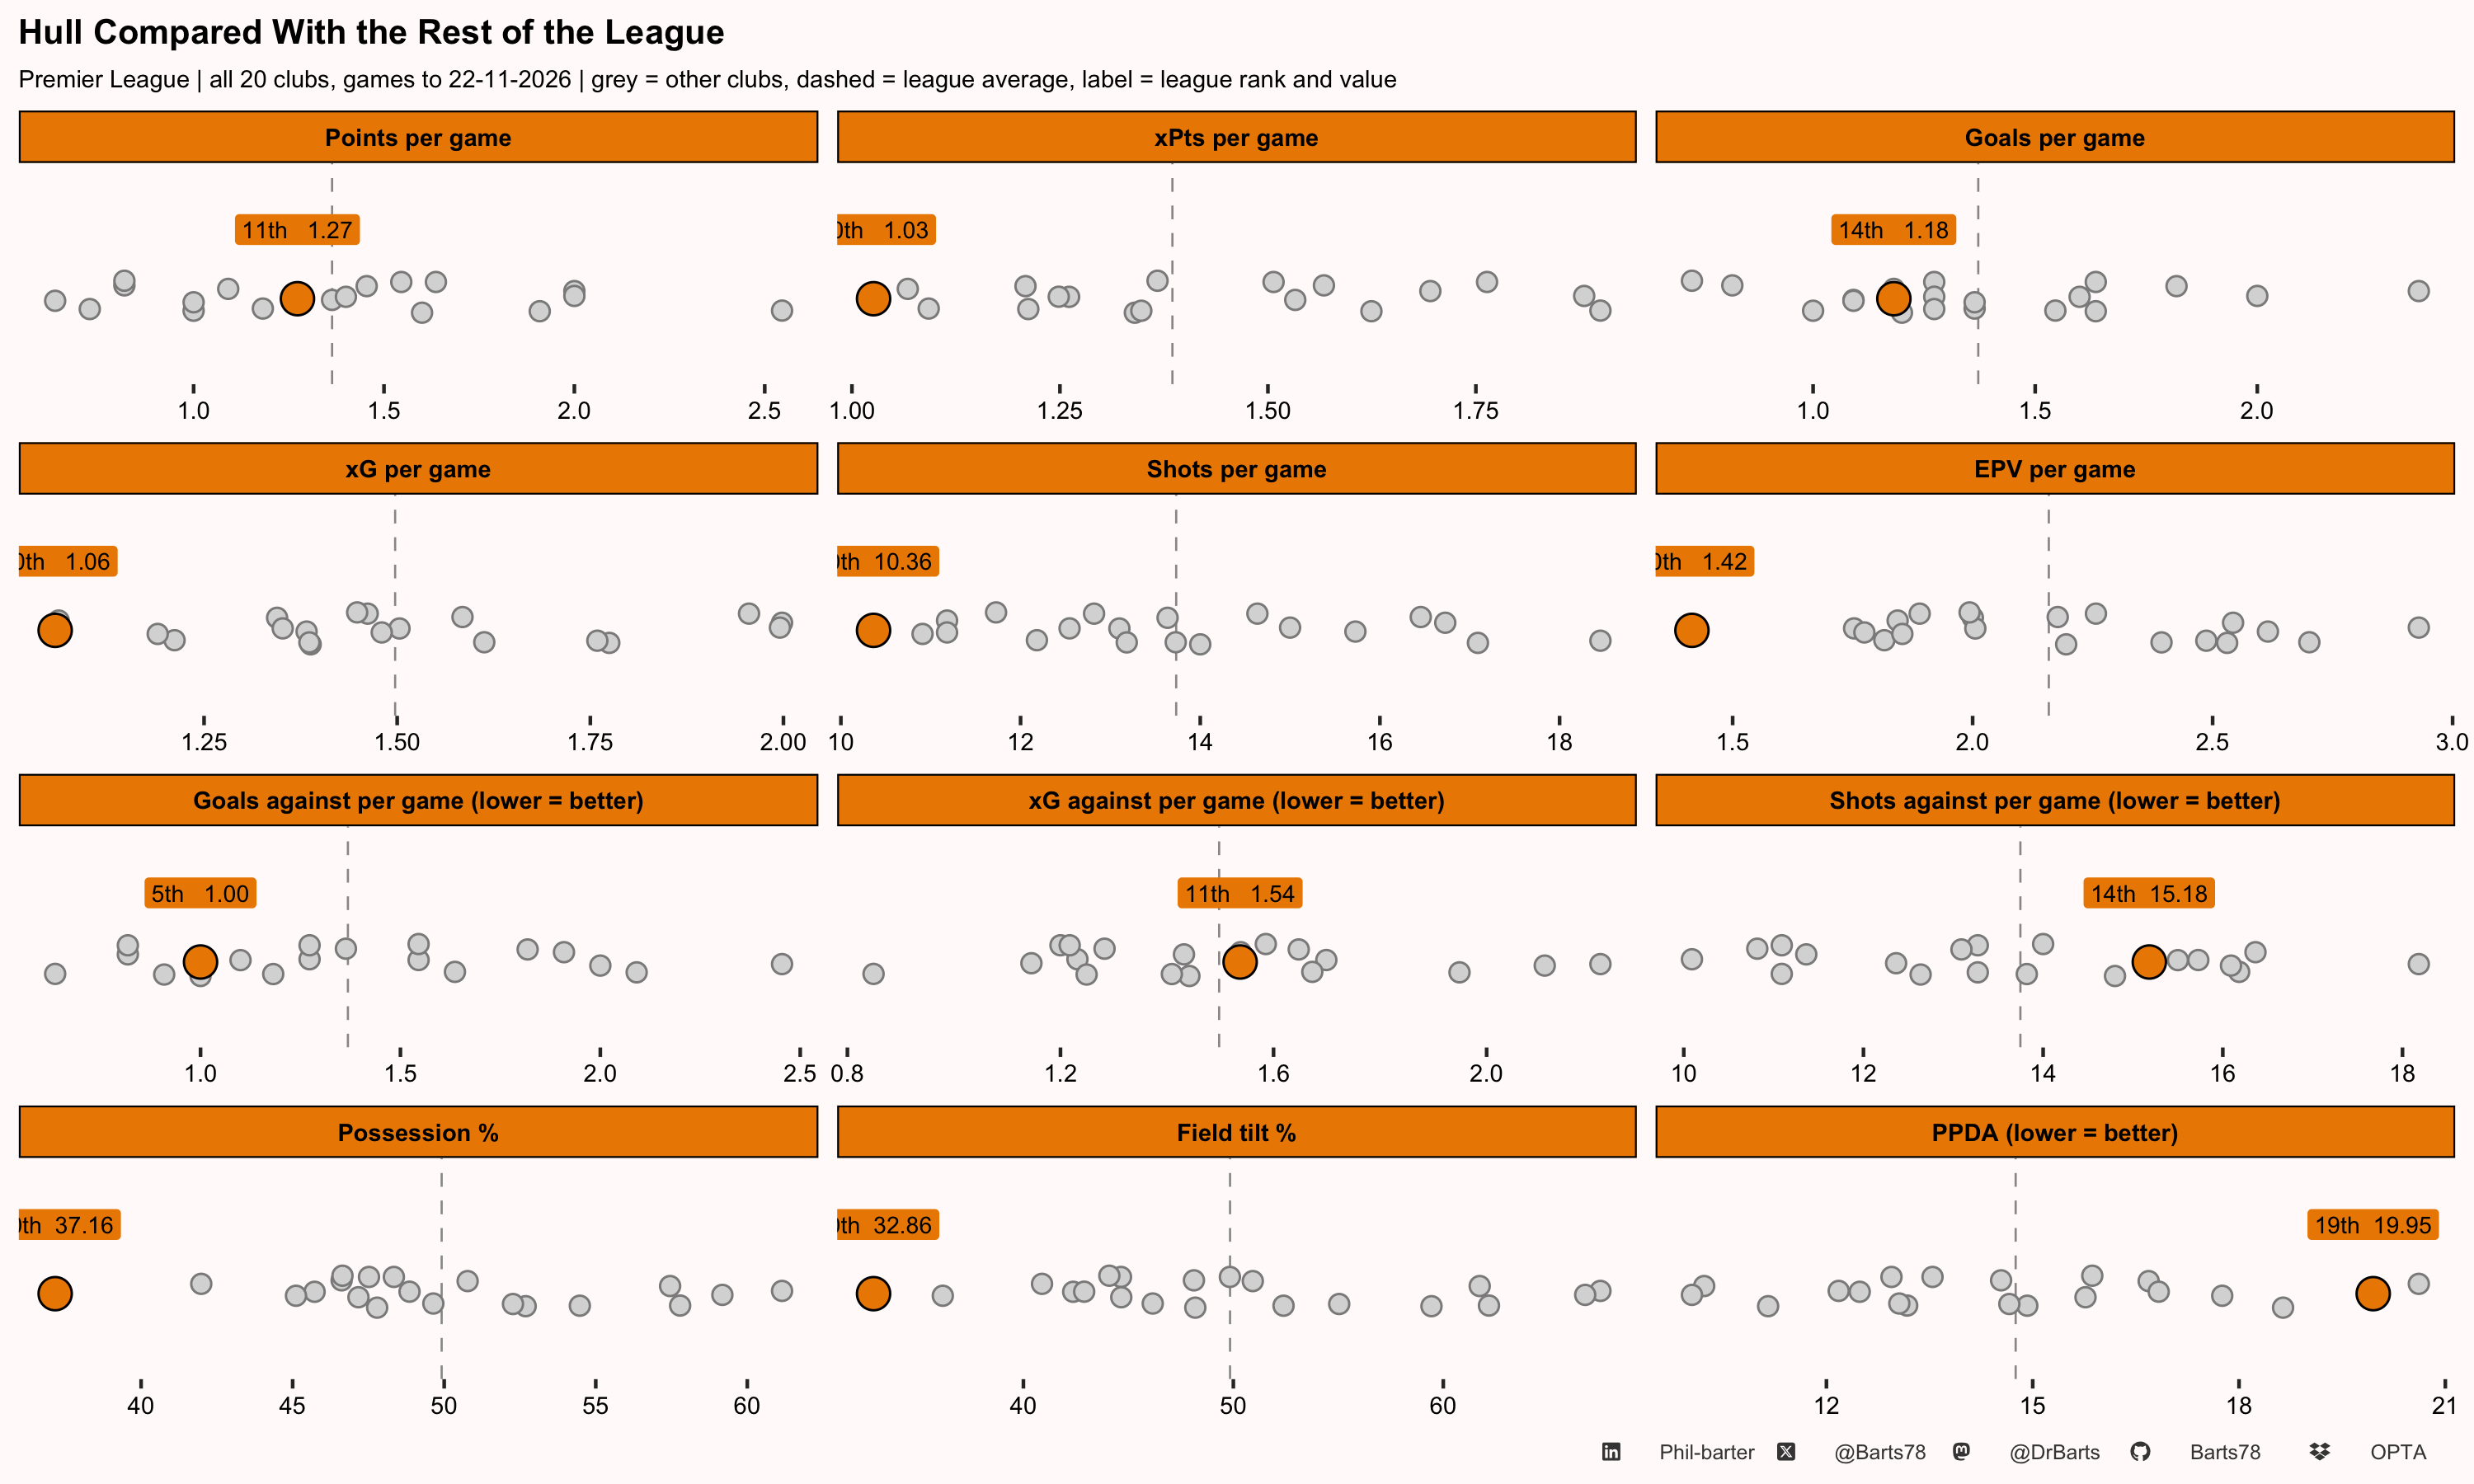 Hull Compared With the Rest of the League
Premier League | all 20 clubs, games to 22-11-2026 | grey = other clubs, dashed = league average, label = league rank and value
Points per game
xPts per game
Goals per game
11th 1.27
0th 1.03
14th 1.18
1.0 1.5 2.0 2.5
1.00 1.25 1.50 1.75
1.0 1.5 2.0
xG per game
Shots per game
EPV per game
0th 1.06
th 10.36
0th 1.42
1.25 1.50 1.75 2.00
10 12 14 16 18
1.5 2.0 2.5 3.0
Goals against per game (lower = better)
xG against per game (lower = better)
Shots against per game (lower = better)
5th 1.00
11th 1.54
14th 15.18
1.0 1.5 2.0 2.5
0.8 1.2 1.6 2.0
10 12 14 16 18
Possession %
Field tilt %
PPDA (lower = better)
th 37.16
th 32.86
19th 19.95
40 45 50 55 60
40 50 60
12 15 18 21
Phil-barter @Barts78 @DrBarts Barts78 OPTA